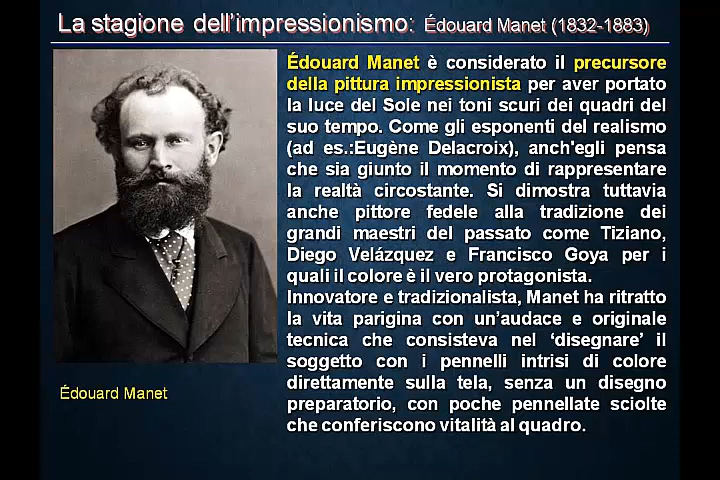 La stagione dell'impressionismo: Édouard Manet (1832-1883)
Édouard Manet è considerato il precursore
della pittura impressionista per aver portato
la luce del Sole nei toni scuri dei quadri del
suo tempo. Come gli esponenti del realismo
(ad es.:Eugène Delacroix), anch'egli pensa
che sia giunto il momento di rappresentare
la realtà circostante. Si dimostra tuttavia
anche pittore fedele alla tradizione dei
grandi maestri del passato come Tiziano,
Diego Velázquez e Francisco Goya per i
quali il colore è il vero protagonista.
Innovatore e tradizionalista, Manet ha ritratto
la vita parigina con un'audace e originale
tecnica che consisteva nel 'disegnare' il
soggetto con i pennelli intrisi di colore
direttamente sulla tela, senza un disegno
preparatorio, con poche pennellate sciolte
che conferiscono vitalità al quadro.
Édouard Manet